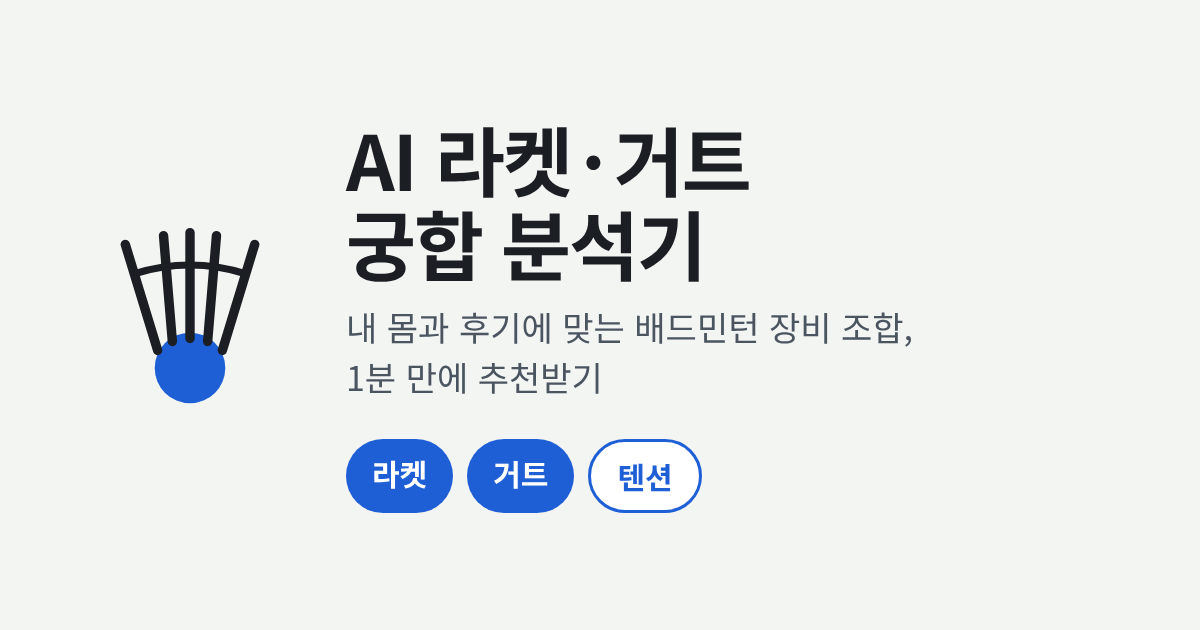 AI 라켓·거트
궁합 분석기
내 몸과 후기에 맞는 배드민턴 장비 조합,
1분 만에 추천받기
라켓
거트
텐션